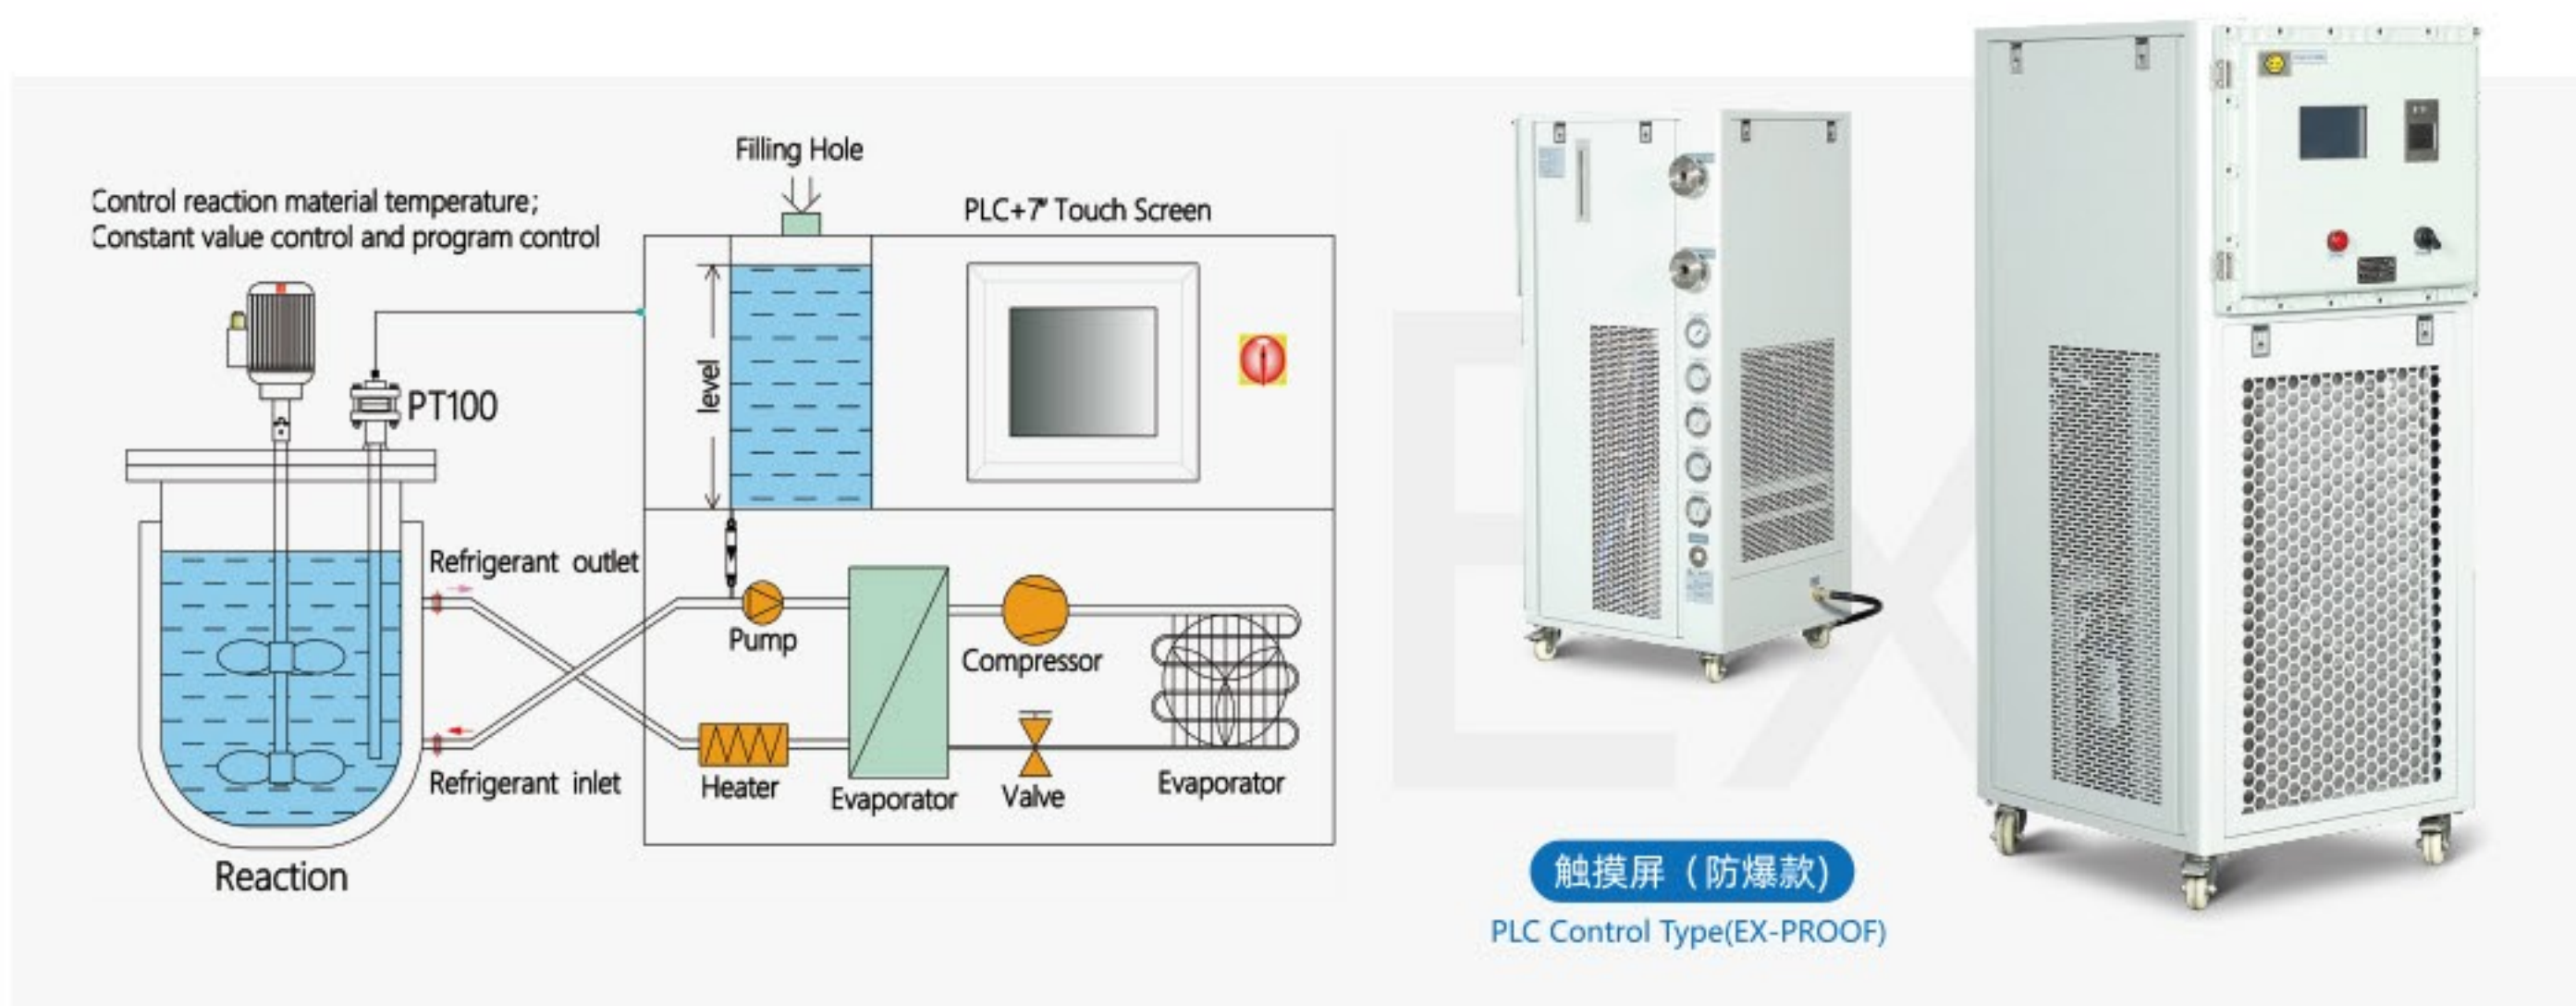 Filling Hole
Control reaction material temperature;
Constant value control and program control
PLC+7" Touch Screen
level
PT100
Refrigerant outlet
Pump
Compressor
Refrigerant inlet
Heater
Evaporator
Valve
Evaporator
Reaction
EX
触摸屏（防爆款）
PLC Control Type(EX-PROOF)